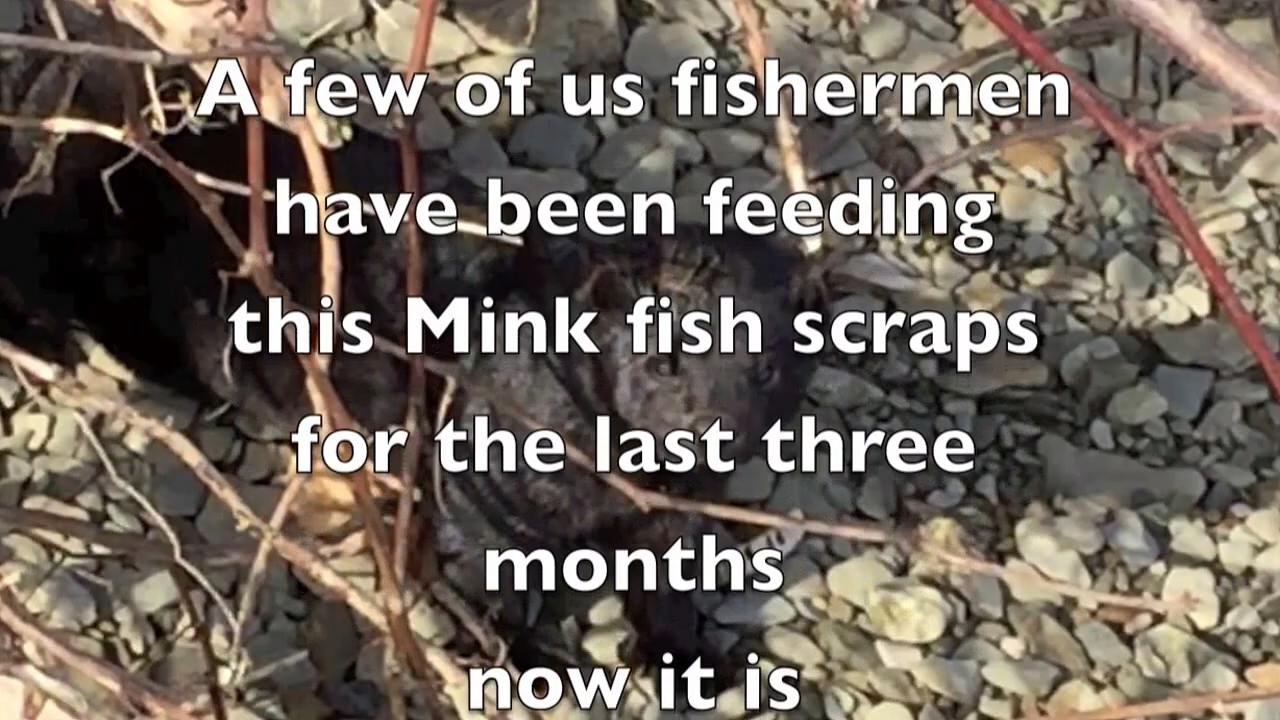 A few of us fishermen
have been feeding
this Mink fish scraps
for the last three
months
now it is